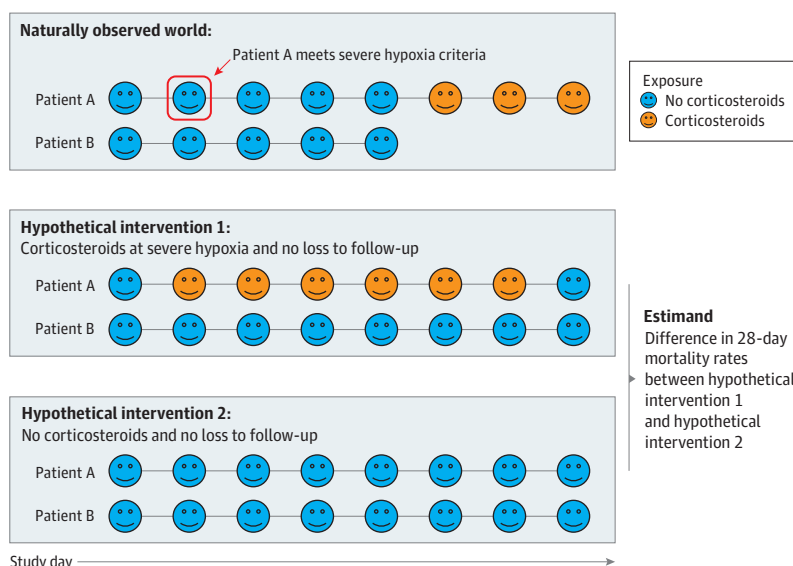 Naturally observed world:
Patient A meets severe hypoxia criteria
Patient A
Patient B
Exposure
No corticosteroids
Corticosteroids
Hypothetical intervention 1:
Corticosteroids at severe hypoxia and no loss to follow-up
Patient A
Patient B
Hypothetical intervention 2:
No corticosteroids and no loss to follow-up
Patient A
Patient B
Estimand
Difference in 28-day
mortality rates
between hypothetical
intervention 1
and hypothetical
intervention 2
Study day